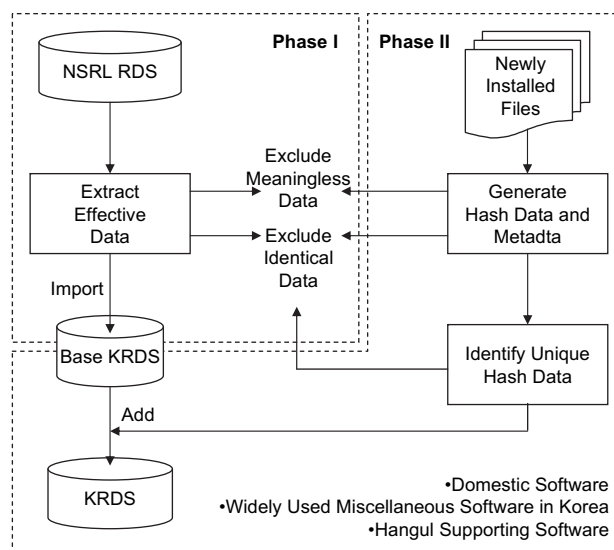 Phase I
Phase II
NSRL RDS
Newly
Installed
Files
Exclude
Meaningless
Data
Extract
Effective
Data
Generate
Hash Data and
Metadta
Exclude
Identical
Data
Import
Base KRDS
Identify Unique
Hash Data
Add
KRDS
•Domestic Software
•Widely Used Miscellaneous Software in Korea
•Hangul Supporting Software